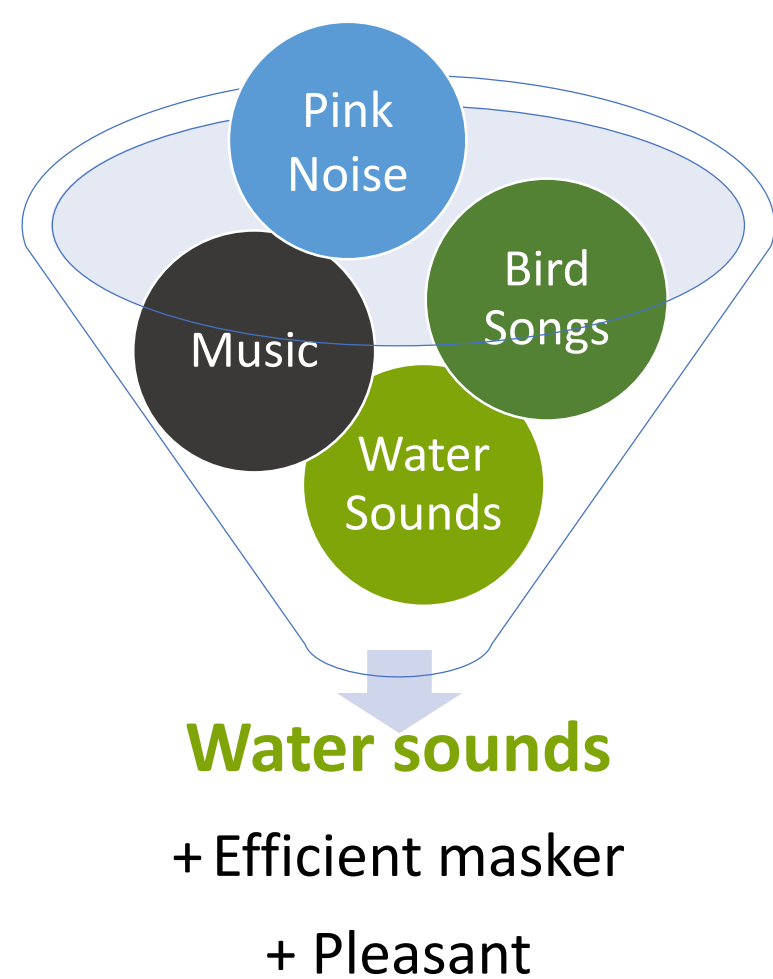 Pink
Noise
Bird
Songs
Music
Water
Sounds
Water sounds
+ Efficient masker
+ Pleasant